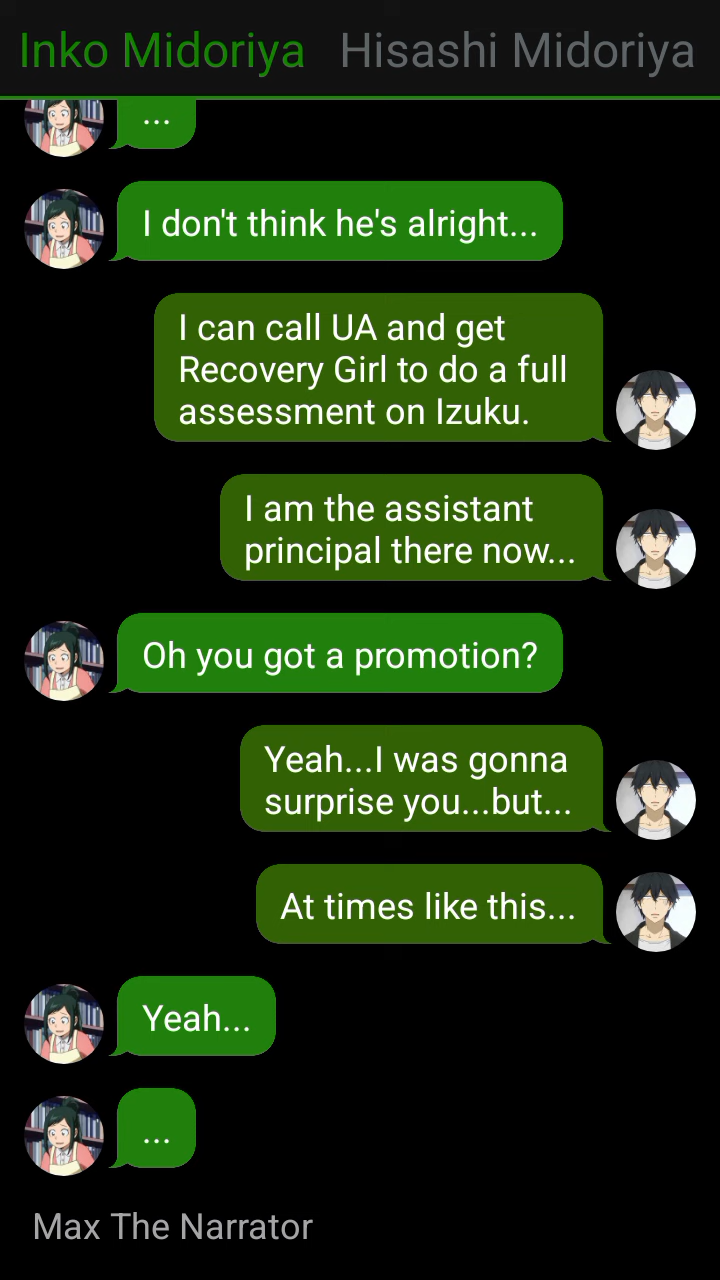 Inko Midoriya Hisashi Midoriya
...
I don't think he's alright...
I can call UA and get
Recovery Girl to do a full
assessment on Izuku.
I am the assistant
principal there now...
Oh you got a promotion?
Yeah...I was gonna
surprise you...but...
At times like this...
Yeah...
...
Max The Narrator